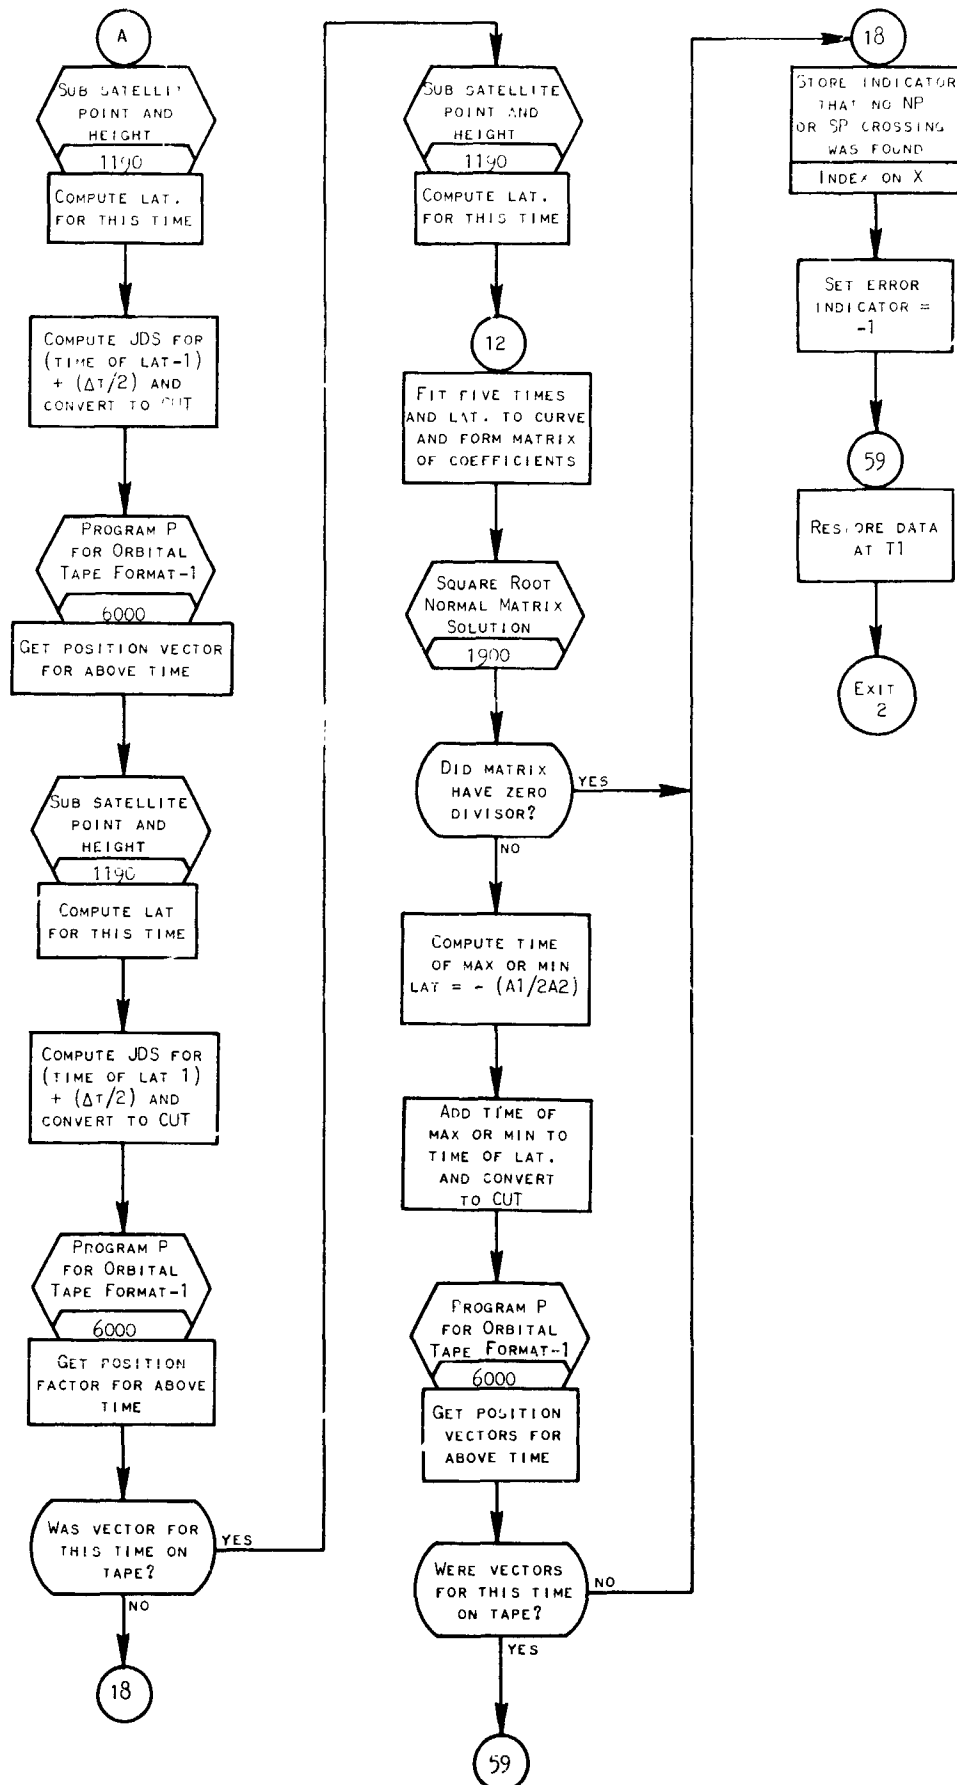 A
SUB SATELLIT
POINT AND
HEIGHT
1190
COMPUTE LAT.
FOR THIS TIME
COMPUTE JDS FOR
(TIME OF LAT-1)
+ (ΔT/2) AND
CONVERT TO CUT
PROGRAM P
FOR ORBITAL
TAPE FORMAT-1
6000
GET POSITION VECTOR
FOR ABOVE TIME
SUB SATELLITE
POINT AND
HEIGHT
1190
COMPUTE LAT
FOR THIS TIME
COMPUTE JDS FOR
(TIME OF LAT 1)
+ (ΔT/2) AND
CONVERT TO CUT
PROGRAM P
FOR ORBITAL
TAPE FORMAT-1
6000
GET POSITION
FACTOR FOR ABOVE
TIME
WAS VECTOR FOR
THIS TIME ON
TAPE?
YES
NO
18
SUB SATELLITE
POINT AND
HEIGHT
1190
COMPUTE LAT.
FOR THIS TIME
12
FIT FIVE TIMES
AND LAT. TO CURVE
AND FORM MATRIX
OF COEFFICIENTS
SQUARE ROOT
NORMAL MATRIX
SOLUTION
1900
DID MATRIX
HAVE ZERO
DIVISOR?
YES
NO
COMPUTE TIME
OF MAX OR MIN
LAT = - (A1/2A2)
ADD TIME OF
MAX OR MIN TO
TIME OF LAT.
AND CONVERT
TO CUT
PROGRAM P
FOR ORBITAL
TAPE FORMAT-1
6000
GET POSITION
VECTORS FOR
ABOVE TIME
WERE VECTORS
FOR THIS TIME
ON TAPE?
NO
YES
59
18
STORE INDICATOR
THAT NO NP
OR SP CROSSING
WAS FOUND
INDEX ON X
SET ERROR
INDICATOR =
-1
59
RESTORE DATA
AT T1
EXIT
2